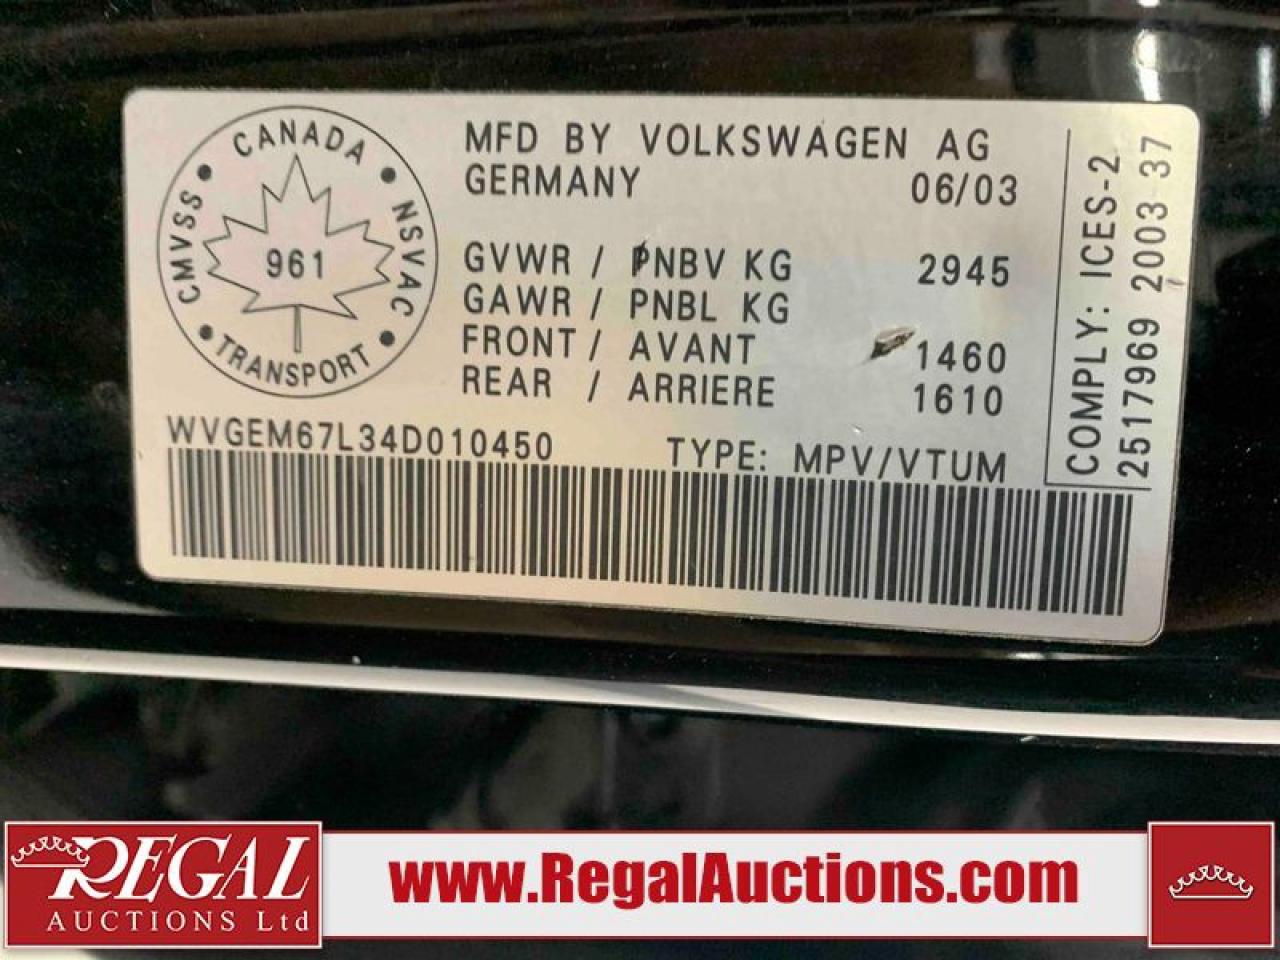 CANADA
CMVSS
NSVAC
961
TRANSPORT
MFD BY VOLKSWAGEN AG
GERMANY 06/03
GVWR / PNBV KG 2945
GAWR / PNBL KG
FRONT / AVANT 1460
REAR / ARRIERE 1610
WVGEM67L34D010450 TYPE: MPV/VTUM
COMPLY: ICES-2
2517969 2003 37
REGAL
AUCTIONS Ltd
www.RegalAuctions.com